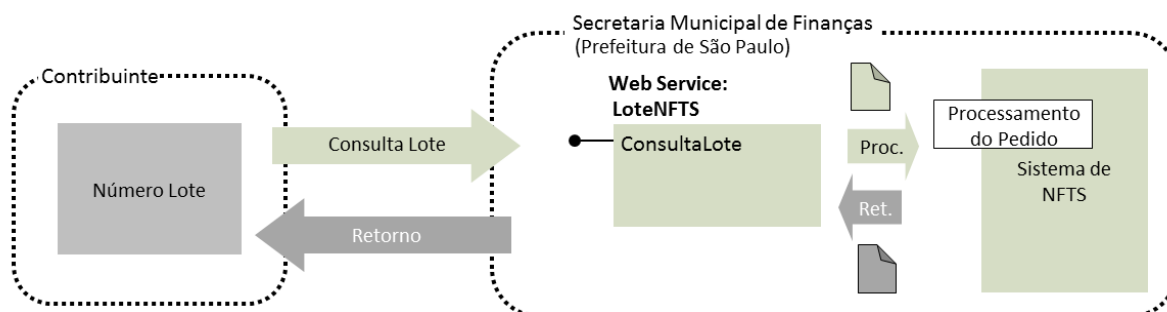 Secretaria Municipal de Finanças
(Prefeitura de São Paulo)
Contribuinte
Web Service:
LoteNFTS
Número Lote
Consulta Lote
Retorno
ConsultaLote
Proc.
Ret.
Processamento
do Pedido
Sistema de
NFTS